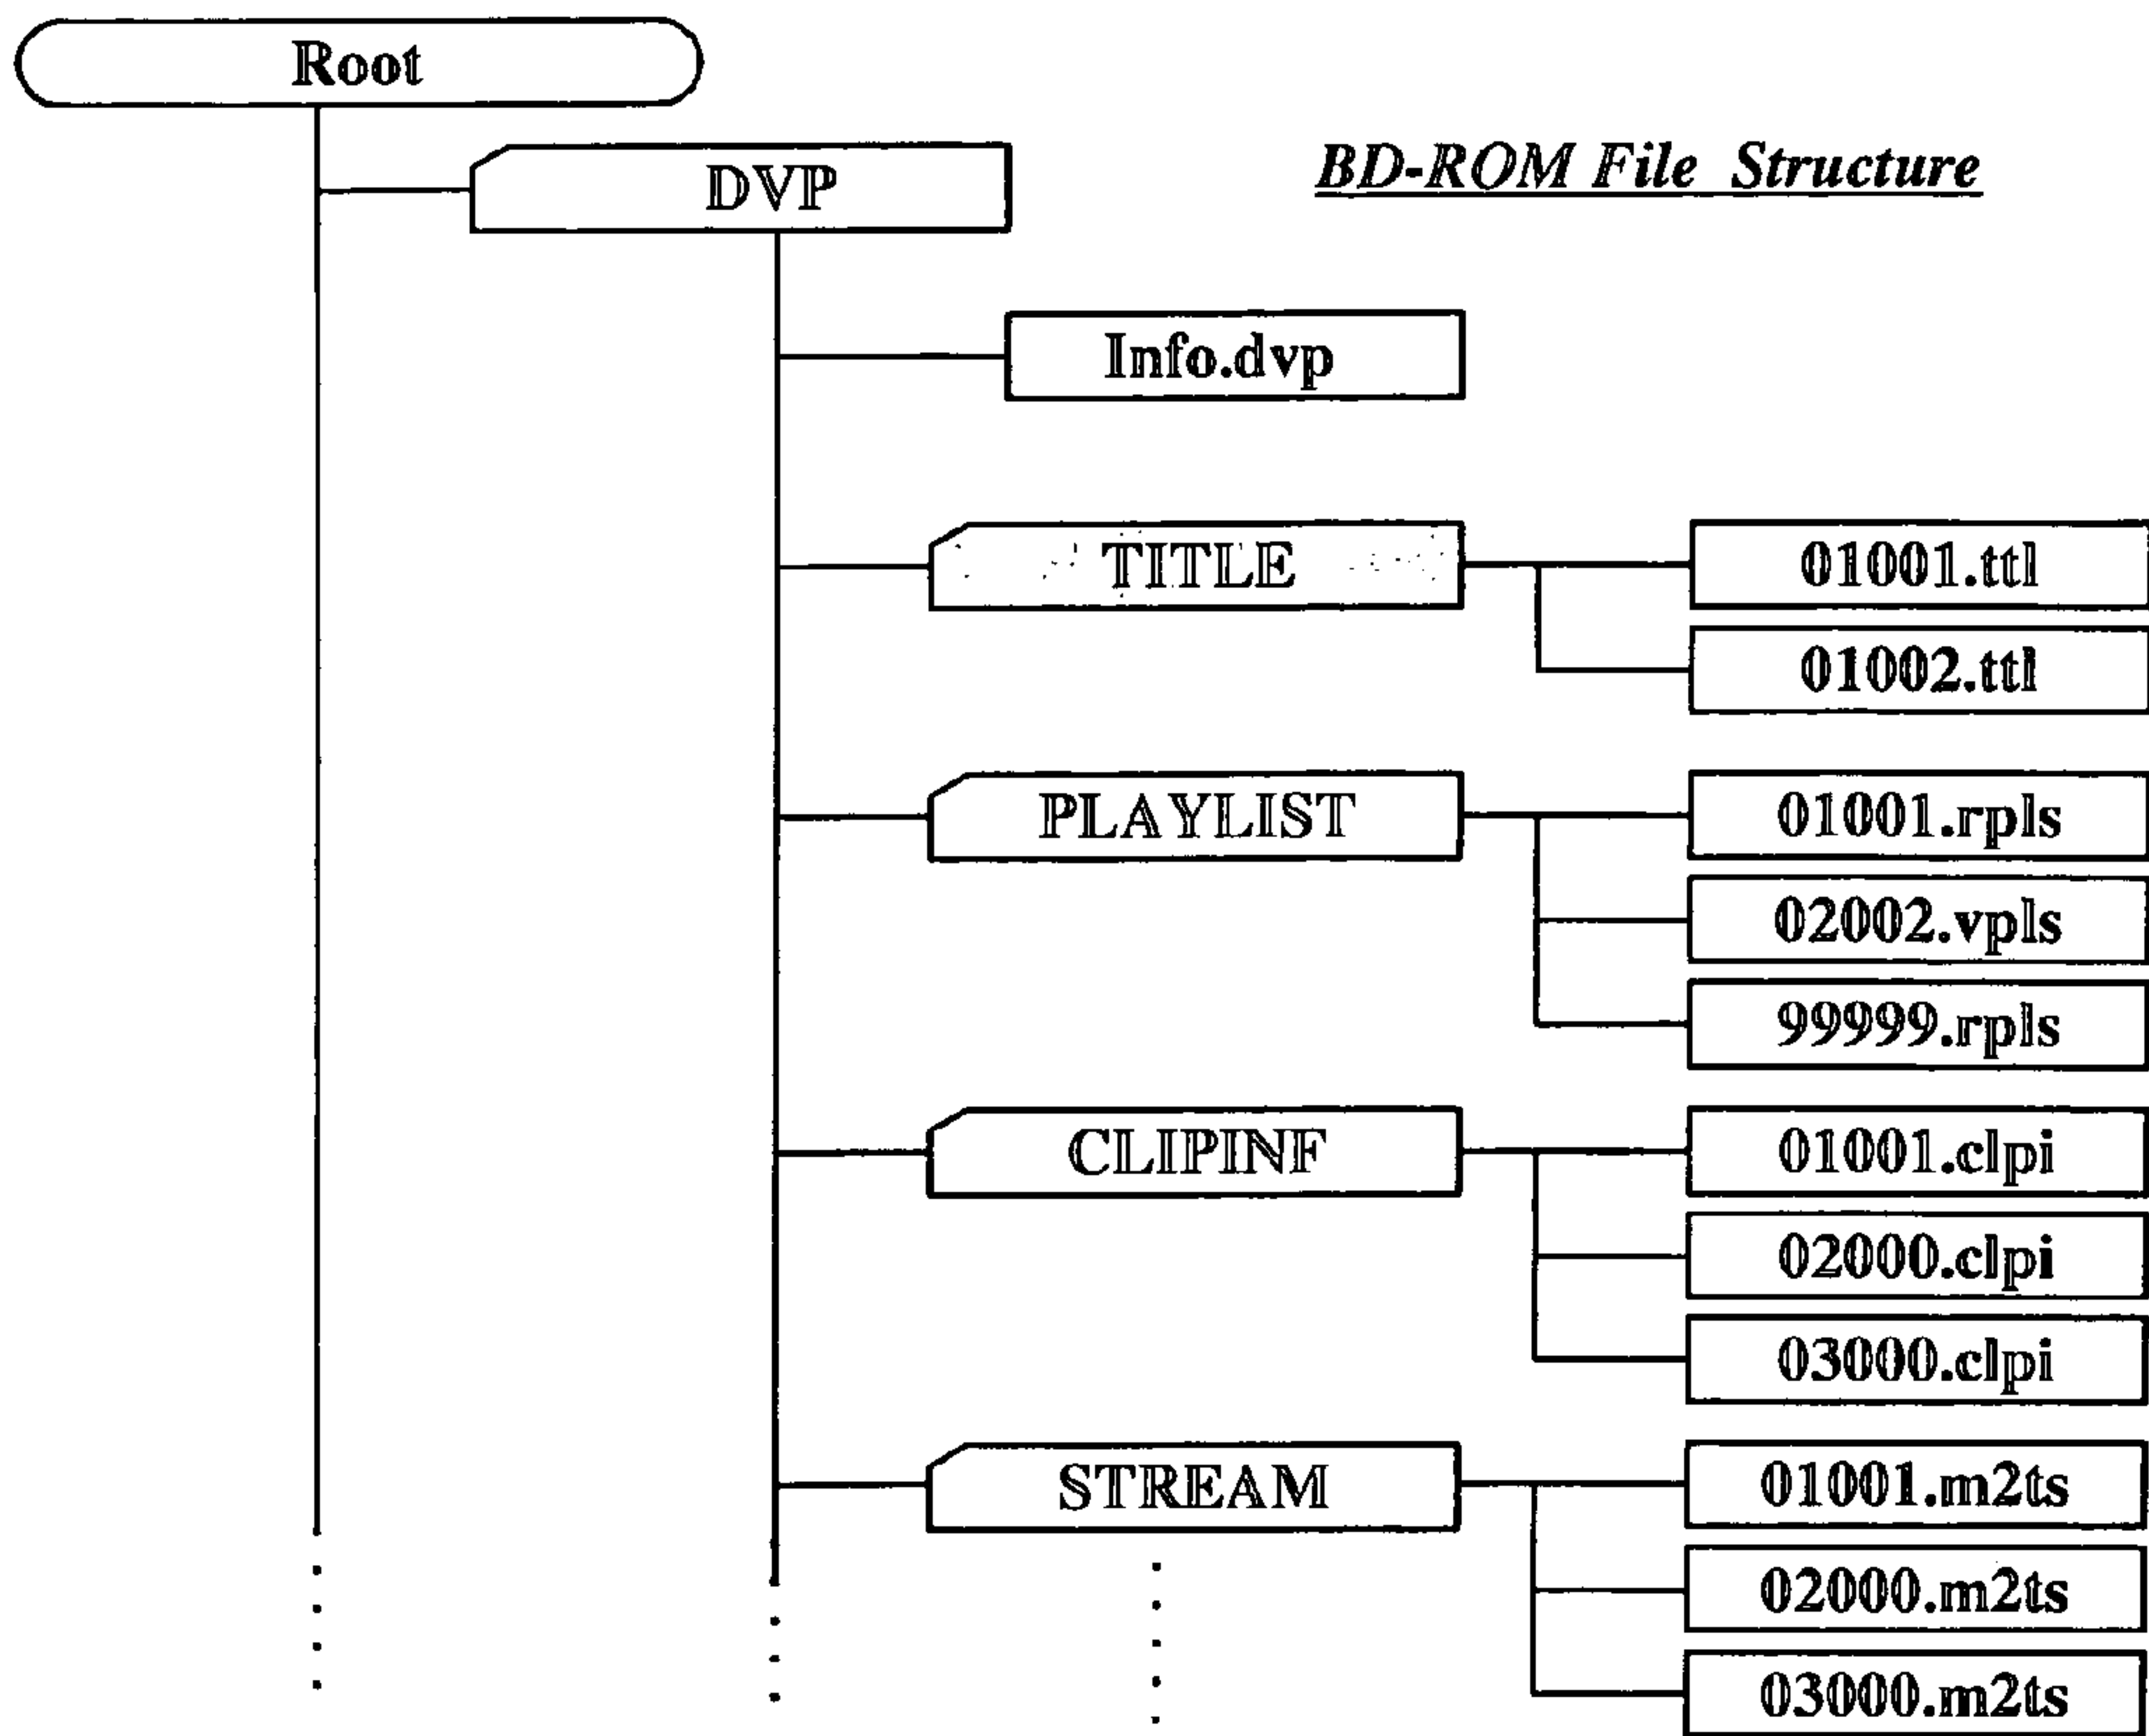 Root
DVP
BD-ROM File Structure
Info.dvp
TITLE
01001.ttl
01002.ttl
PLAYLIST
01001.rpls
02002.vpls
99999.rpls
CLIPINF
01001.clpi
02000.clpi
03000.clpi
STREAM
01001.m2ts
02000.m2ts
03000.m2ts